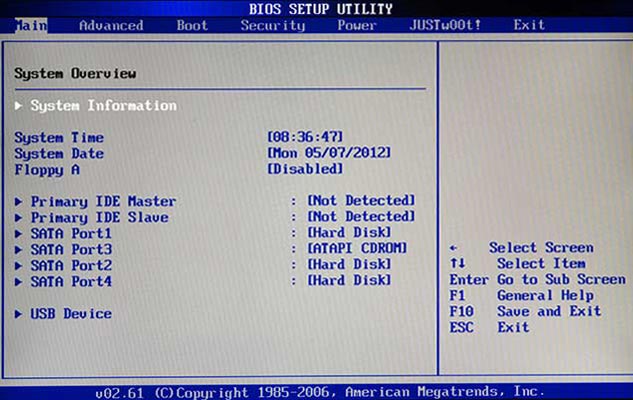 BIOS SETUP UTILITY
Main Advanced Boot Security Power JUSTw00t! Exit
System Overview
▶ System Information
System Time [08:36:47]
System Date [Mon 05/07/2012]
Floppy A [Disabled]
▶ Primary IDE Master : [Not Detected]
▶ Primary IDE Slave : [Not Detected]
▶ SATA Port1 : [Hard Disk]
▶ SATA Port3 : [ATAPI CDROM]
▶ SATA Port2 : [Hard Disk]
▶ SATA Port4 : [Hard Disk]
▶ USB Device
← Select Screen
↑↓ Select Item
Enter Go to Sub Screen
F1 General Help
F10 Save and Exit
ESC Exit
v02.61 (C)Copyright 1985-2006, American Megatrends, Inc.